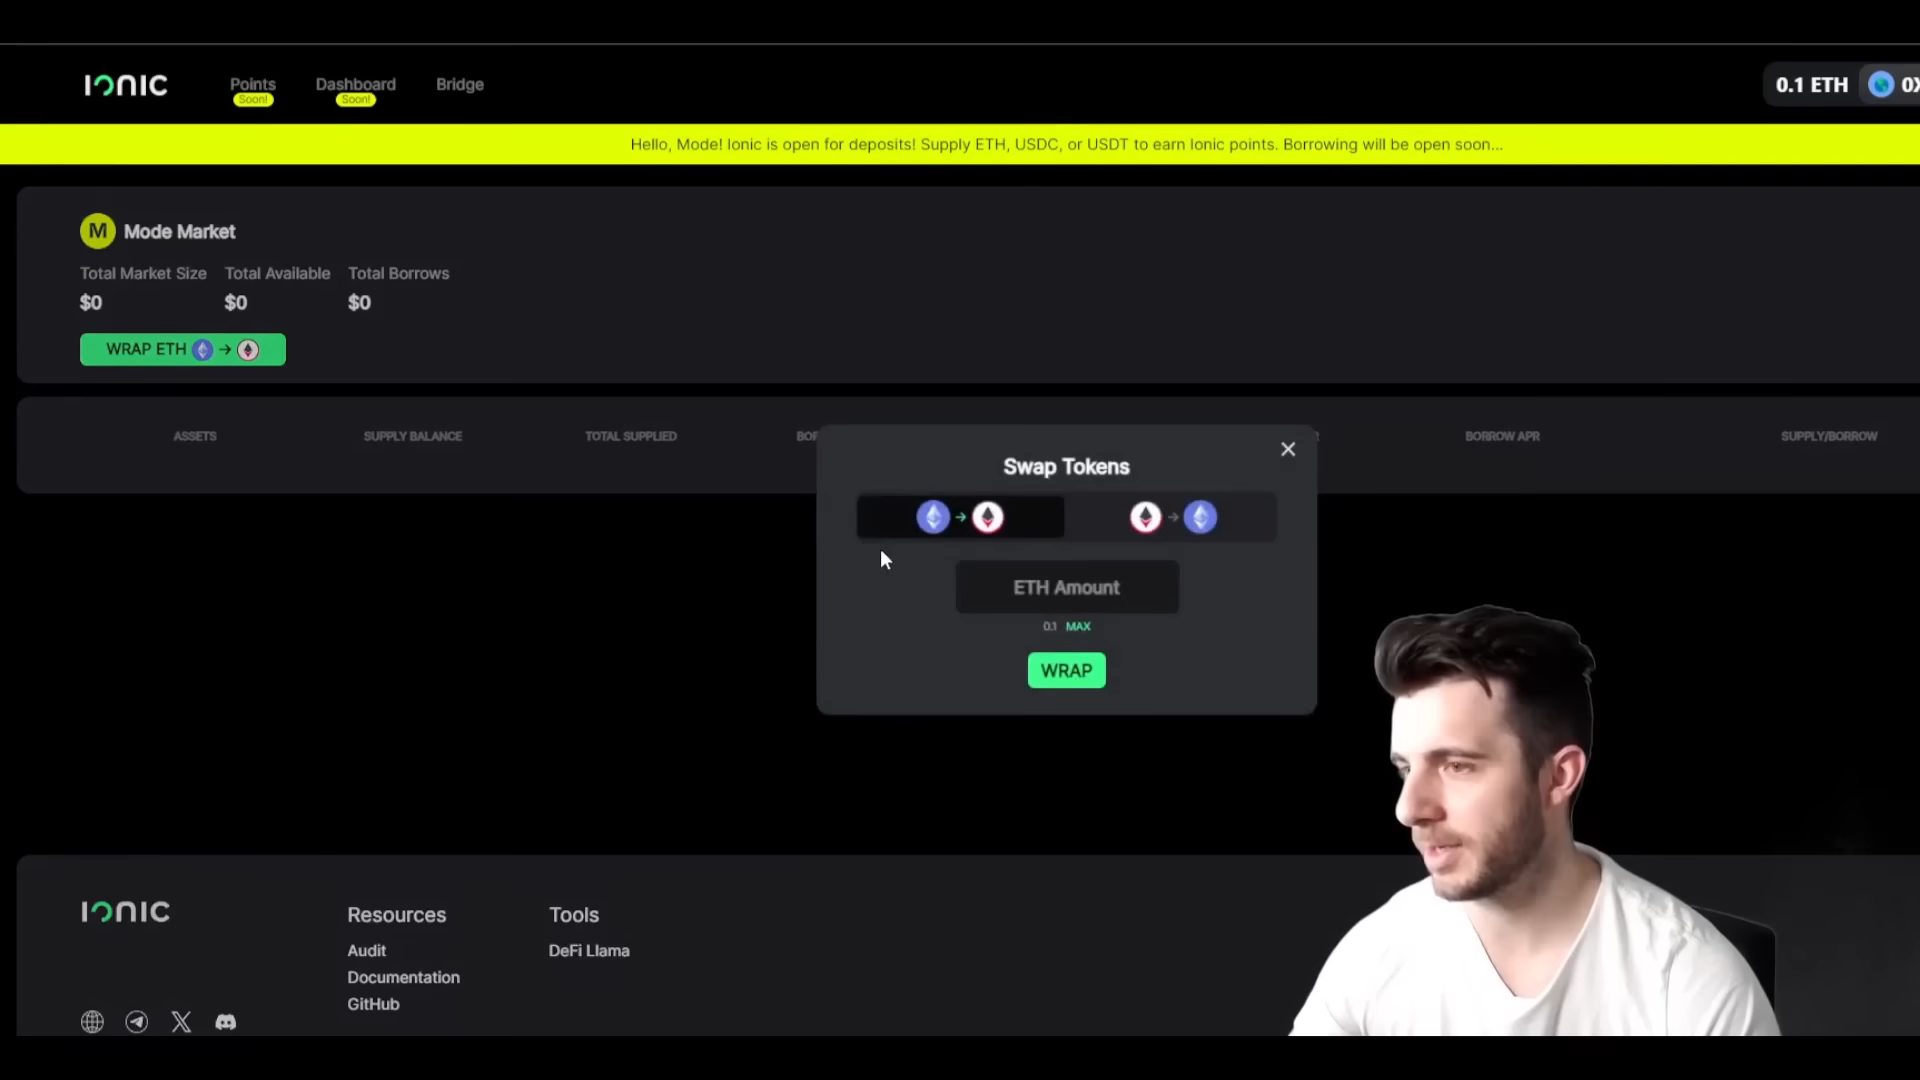 IONIC
Points
Soon!
Dashboard
Soon!
Bridge
0.1 ETH
0X
Hello, Mode! Ionic is open for deposits! Supply ETH, USDC, or USDT to earn Ionic points. Borrowing will be open soon...
M Mode Market
Total Market Size Total Available Total Borrows
$0 $0 $0
WRAP ETH
ASSETS SUPPLY BALANCE TOTAL SUPPLIED BOR BORROW APR SUPPLY/BORROW
Swap Tokens
ETH Amount
0.1 MAX
WRAP
IONIC
Resources
Audit
Documentation
GitHub
Tools
DeFi Llama